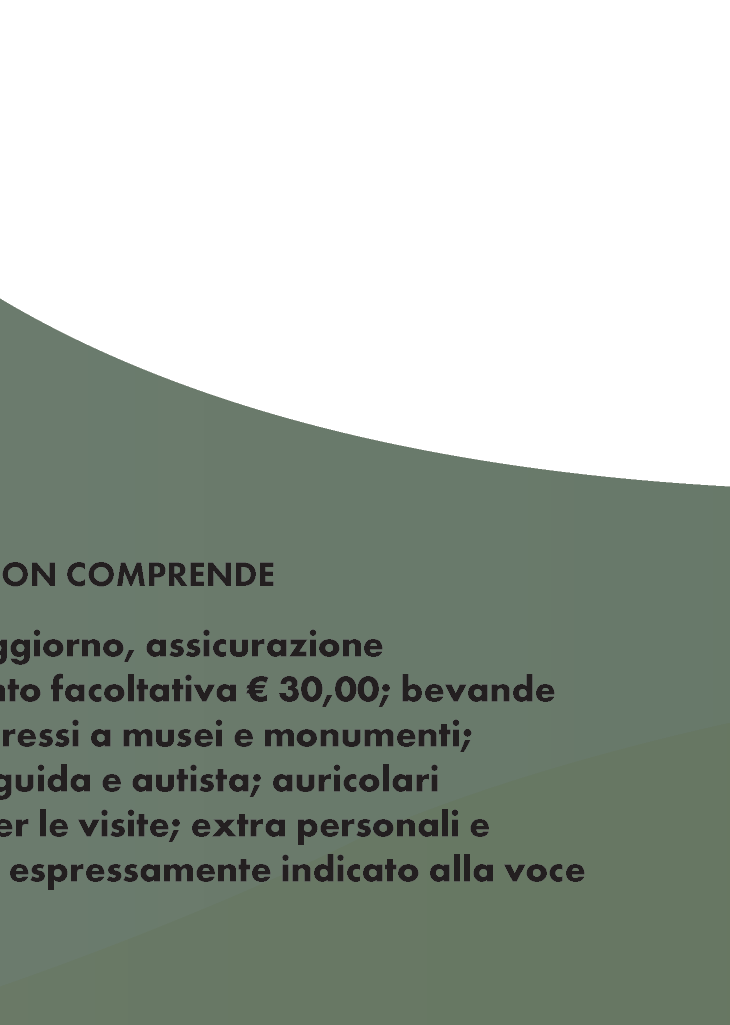 ON COMPRENDE
ggiorno, assicurazione
nto facoltativa € 30,00; bevande
ressi a musei e monumenti;
guida e autista; auricolari
er le visite; extra personali e
espressamente indicato alla voce